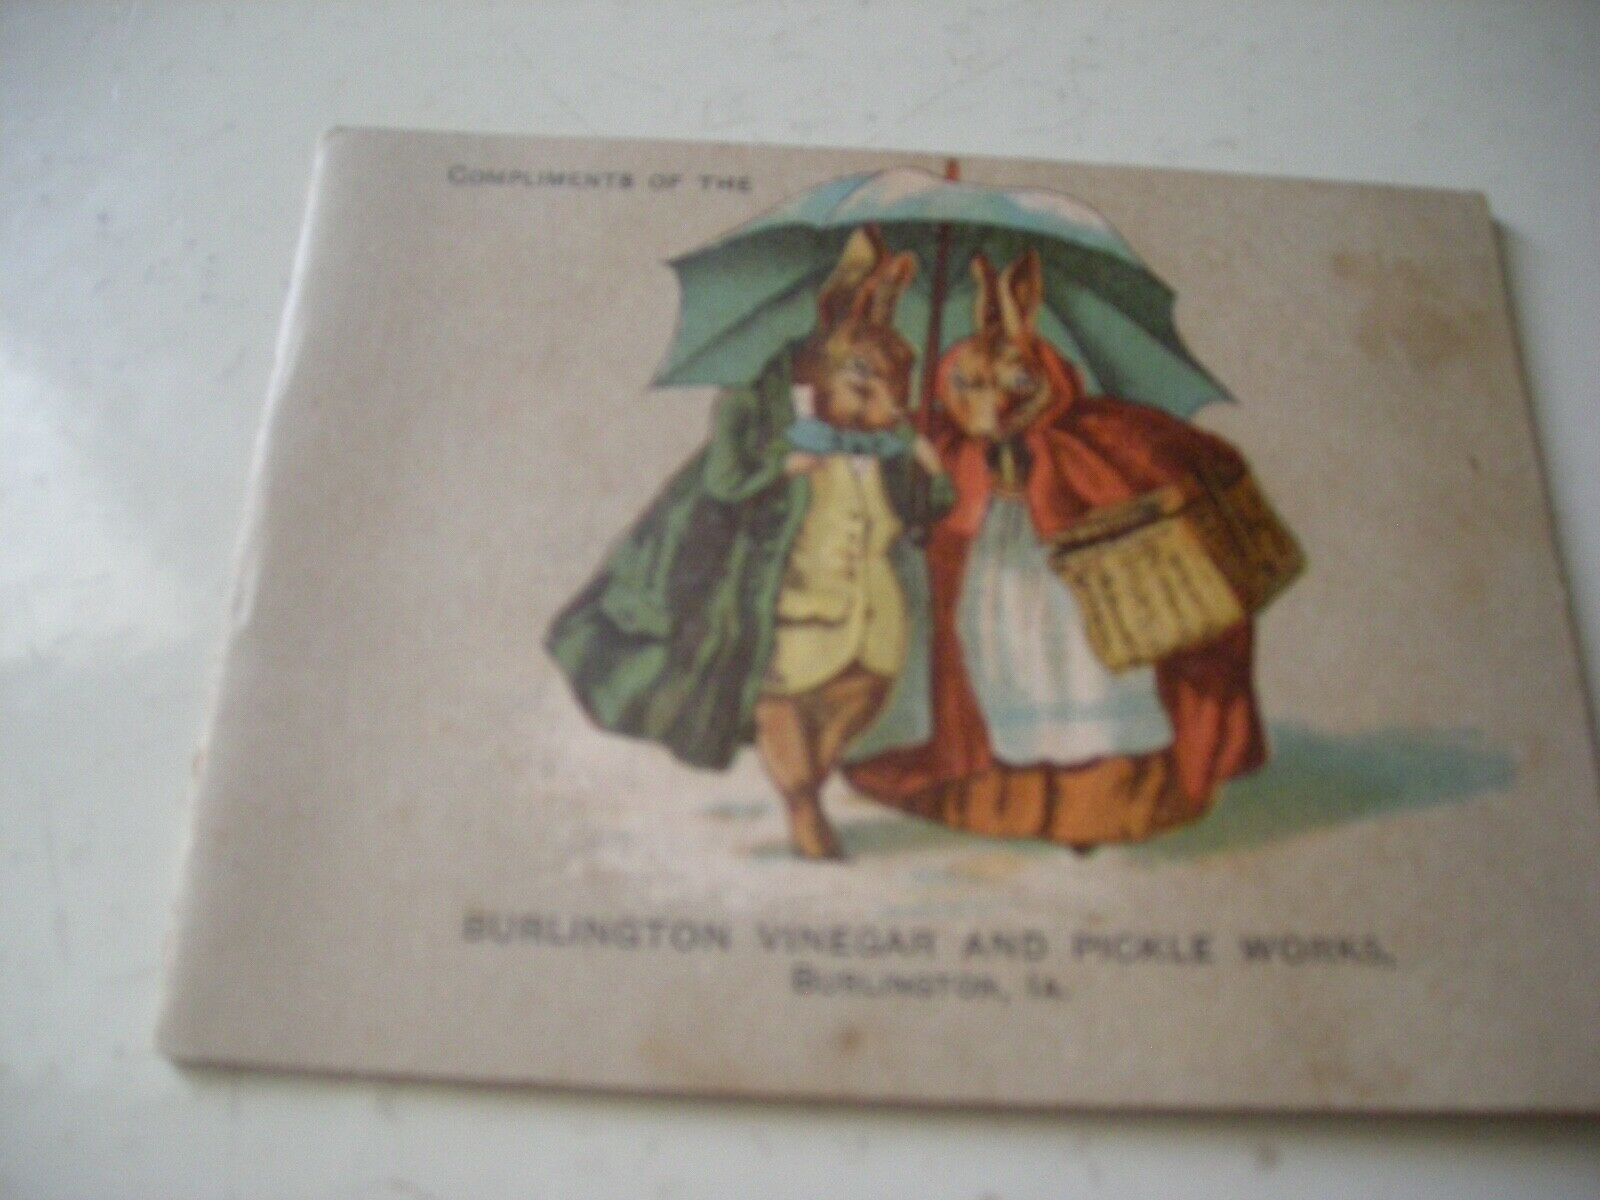 COMPLIMENTS OF THE
BURLINGTON VINEGAR AND PICKLE WORKS,
BURLINGTON, IA.